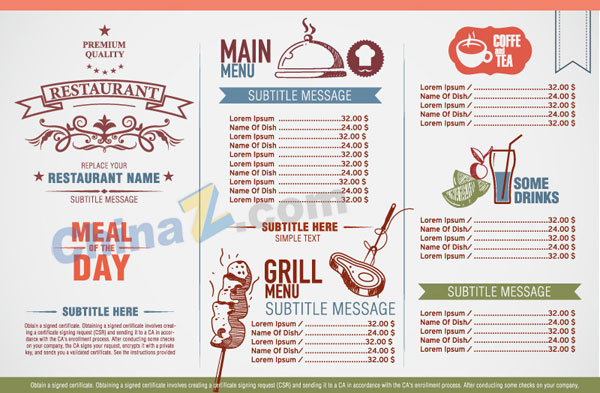 PREMIUM
QUALITY
RESTAURANT
REPLACE YOUR
RESTAURANT NAME
SUBTITLE MESSAGE
MEAL
OF THE
DAY
SUBTITLE HERE
Obtain a signed certificate. Obtaining a signed certificate involves creat-
ing a certificate signing request (CSR) and sending it to a CA in accor-
dance with the CA's enrollment process. After conducting some checks
on your company, the CA signs your request, encrypts it with a private
key, and sends you a validated certificate. See the instructions provided
MAIN
MENU
SUBTITLE MESSAGE
Lorem Ipsum ..........................32.00 $
Name Of Dish ..........................24.00 $
Lorem Ipsum ..........................32.00 $
Name Of Dish ..........................24.00 $
Lorem Ipsum ..........................32.00 $
Lorem Ipsum ..........................32.00 $
Name Of Dish ..........................24.00 $
Name Of Dish ..........................24.00 $
Lorem Ipsum ..........................32.00 $
SUBTITLE HERE
SIMPLE TEXT
GRILL
MENU
SUBTITLE MESSAGE
Lorem Ipsum / ..........................32.00 $
Lorem Ipsum / ..........................32.00 $
Name Of Dish/ ..........................24.00 $
Name Of Dish/ ..........................24.00 $
Lorem Ipsum / ..........................32.00 $
COFFE
AND
TEA
Lorem Ipsum / ..........................32.00 $
Name Of Dish/ ..........................24.00 $
Name Of Dish/ ..........................24.00 $
Lorem Ipsum / ..........................32.00 $
SOME
DRINKS
Lorem Ipsum / ..........................32.00 $
Lorem Ipsum / ..........................32.00 $
Name Of Dish/ ..........................24.00 $
Name Of Dish/ ..........................24.00 $
Lorem Ipsum / ..........................32.00 $
SUBTITLE MESSAGE
Lorem Ipsum / ..........................32.00 $
Name Of Dish/ ..........................24.00 $
Name Of Dish/ ..........................24.00 $
Lorem Ipsum / ..........................32.00 $
Obtain a signed certificate. Obtaining a signed certificate involves creating a certificate signing request (CSR) and sending it to a CA in accordance with the CA's enrollment process. After conducting some checks on your company,
ChinaZ.com